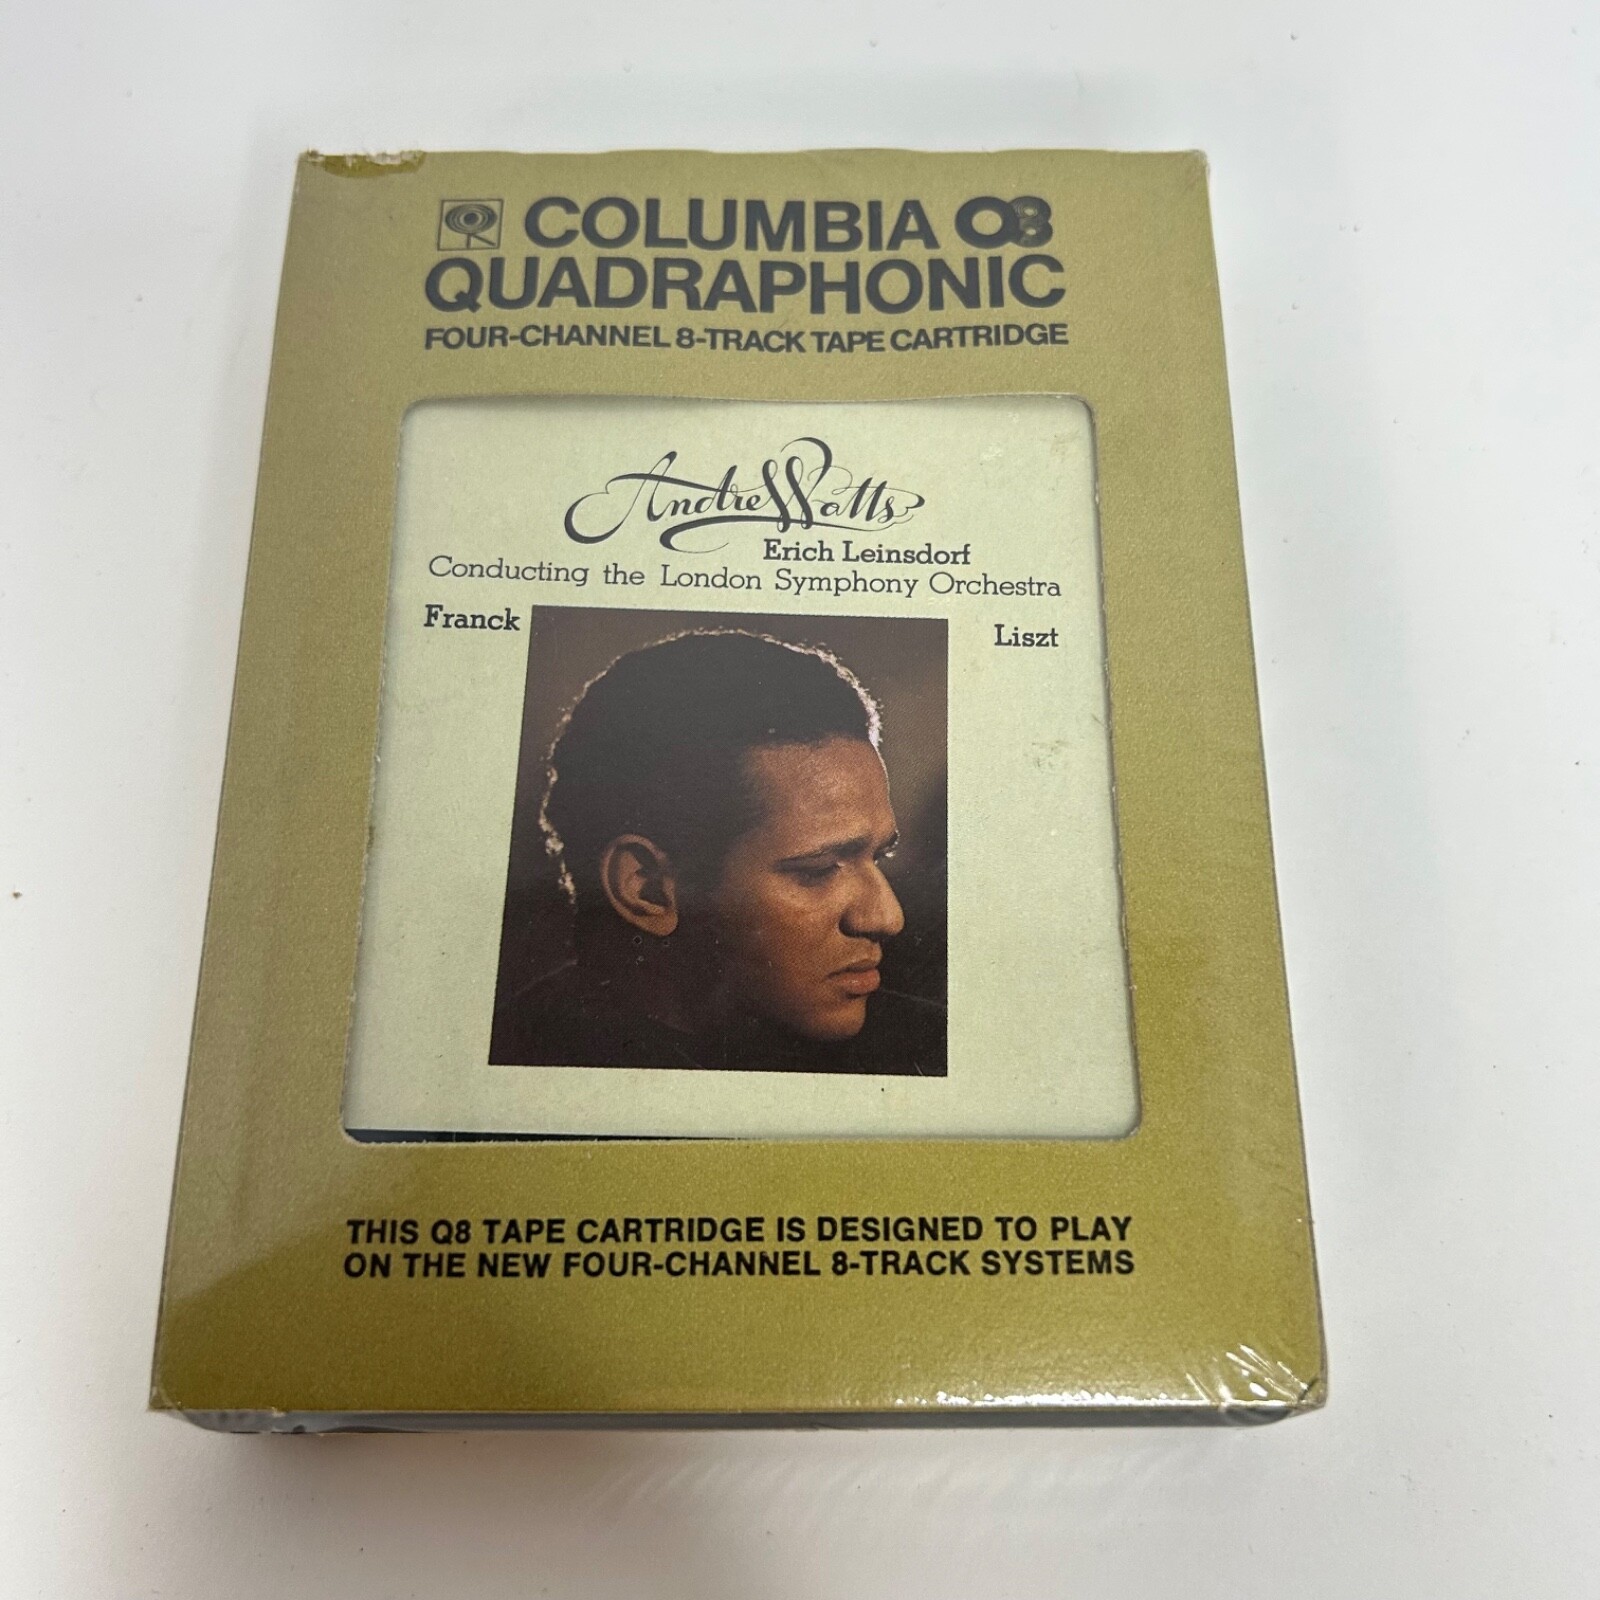 COLUMBIA Q8
QUADRAPHONIC
FOUR-CHANNEL 8-TRACK TAPE CARTRIDGE
Andre Watts
Erich Leinsdorf
Conducting the London Symphony Orchestra
Franck
Liszt
THIS Q8 TAPE CARTRIDGE IS DESIGNED TO PLAY
ON THE NEW FOUR-CHANNEL 8-TRACK SYSTEMS